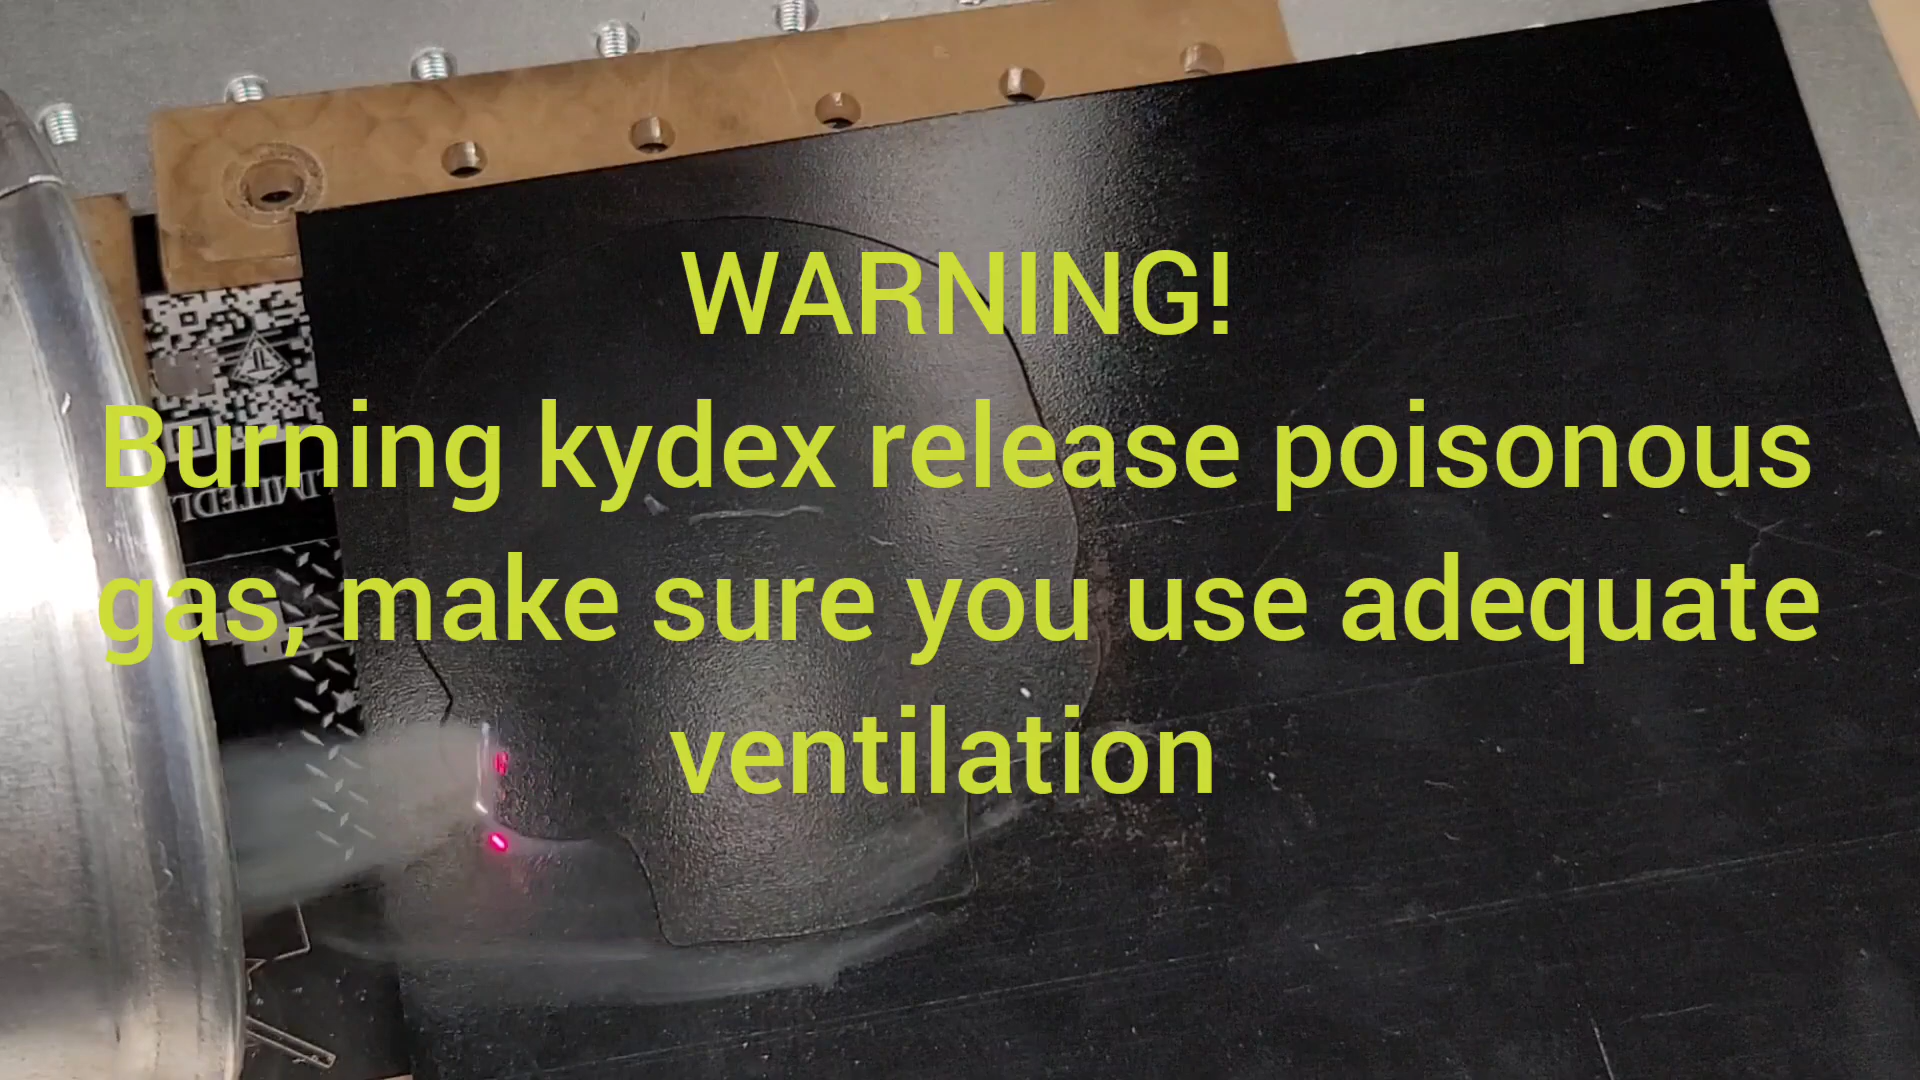 WARNING!
Burning kydex release poisonous
gas, make sure you use adequate
ventilation